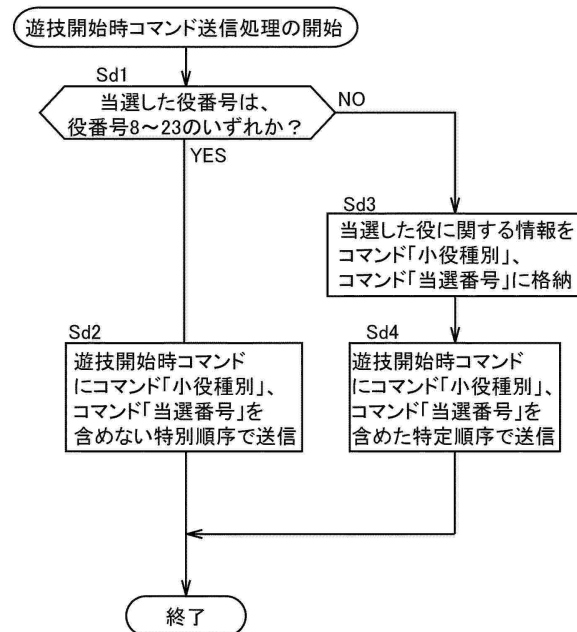 遊技開始時コマンド送信処理の開始
Sd1
当選した役番号は、
役番号8～23のいずれか？
NO
YES
Sd3
当選した役に関する情報を
コマンド「小役種別」、
コマンド「当選番号」に格納
Sd2
遊技開始時コマンド
にコマンド「小役種別」、
コマンド「当選番号」を
含めない特別順序で送信
Sd4
遊技開始時コマンド
にコマンド「小役種別」、
コマンド「当選番号」を
含めた特定順序で送信
終了